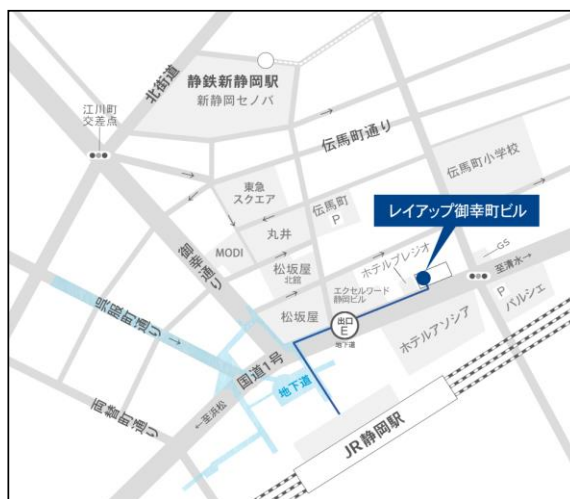 静鉄新静岡駅
新静岡セノバ
北街道
江川町
交差点
伝馬町通り
伝馬町小学校
東急
スクエア
伝馬町
P
レイアップ御幸町ビル
丸井
MODI
御幸通り
松坂屋
北館
ホテルプレジオ
GS
至清水→
エクセルワード
静岡ビル
P
パルシェ
呉服町通り
松坂屋
出口
E
地下道
ホテルアソシア
国道1号
地下道
両替町通り
←至浜松
JR静岡駅